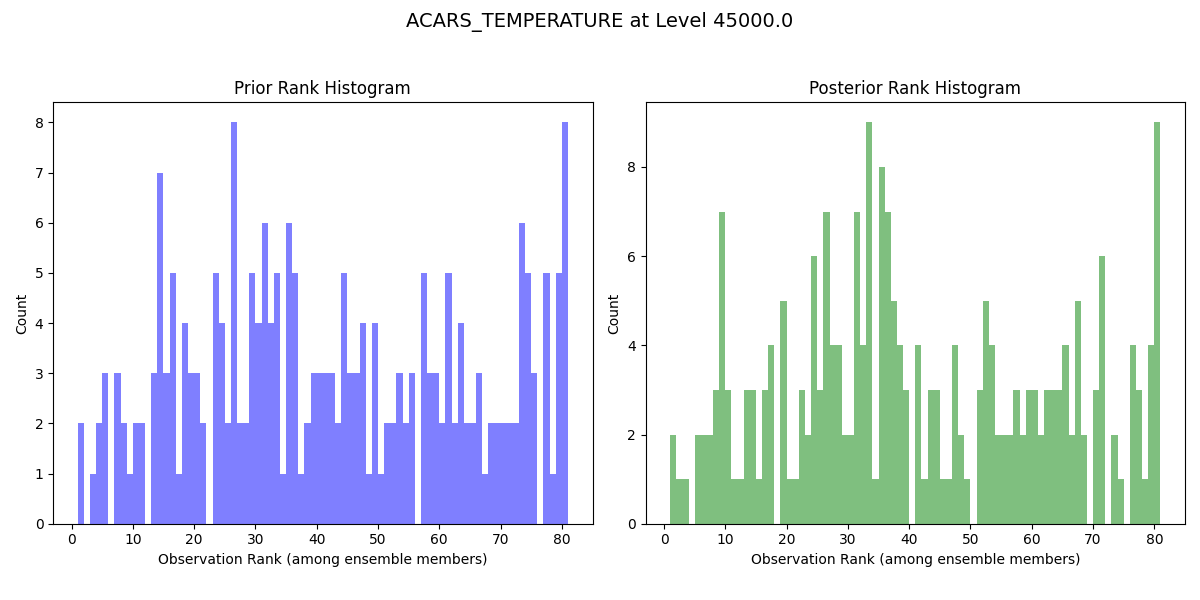 ACARS_TEMPERATURE at Level 45000.0
Prior Rank Histogram
8
7
6
5
4
3
2
1
0
Count
0 10 20 30 40 50 60 70 80
Observation Rank (among ensemble members)
Posterior Rank Histogram
8
6
4
2
0
Count
0 10 20 30 40 50 60 70 80
Observation Rank (among ensemble members)